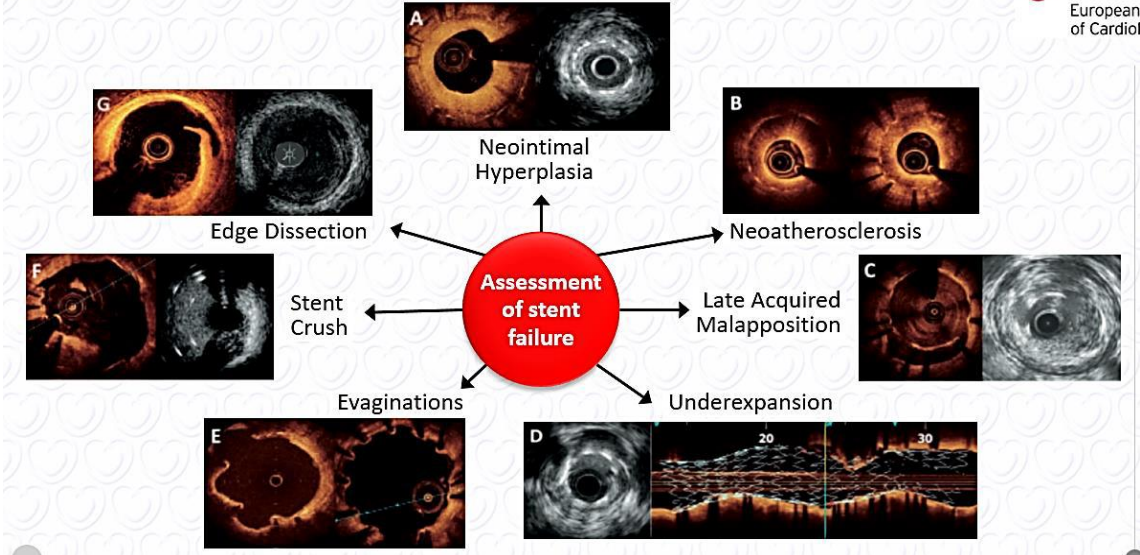 European
of Cardiol
A
Neointimal
Hyperplasia
G
Edge Dissection
B
Neoatherosclerosis
Assessment
of stent
failure
F
Stent
Crush
C
Late Acquired
Malapposition
Evaginations
E
Underexpansion
D
20
30